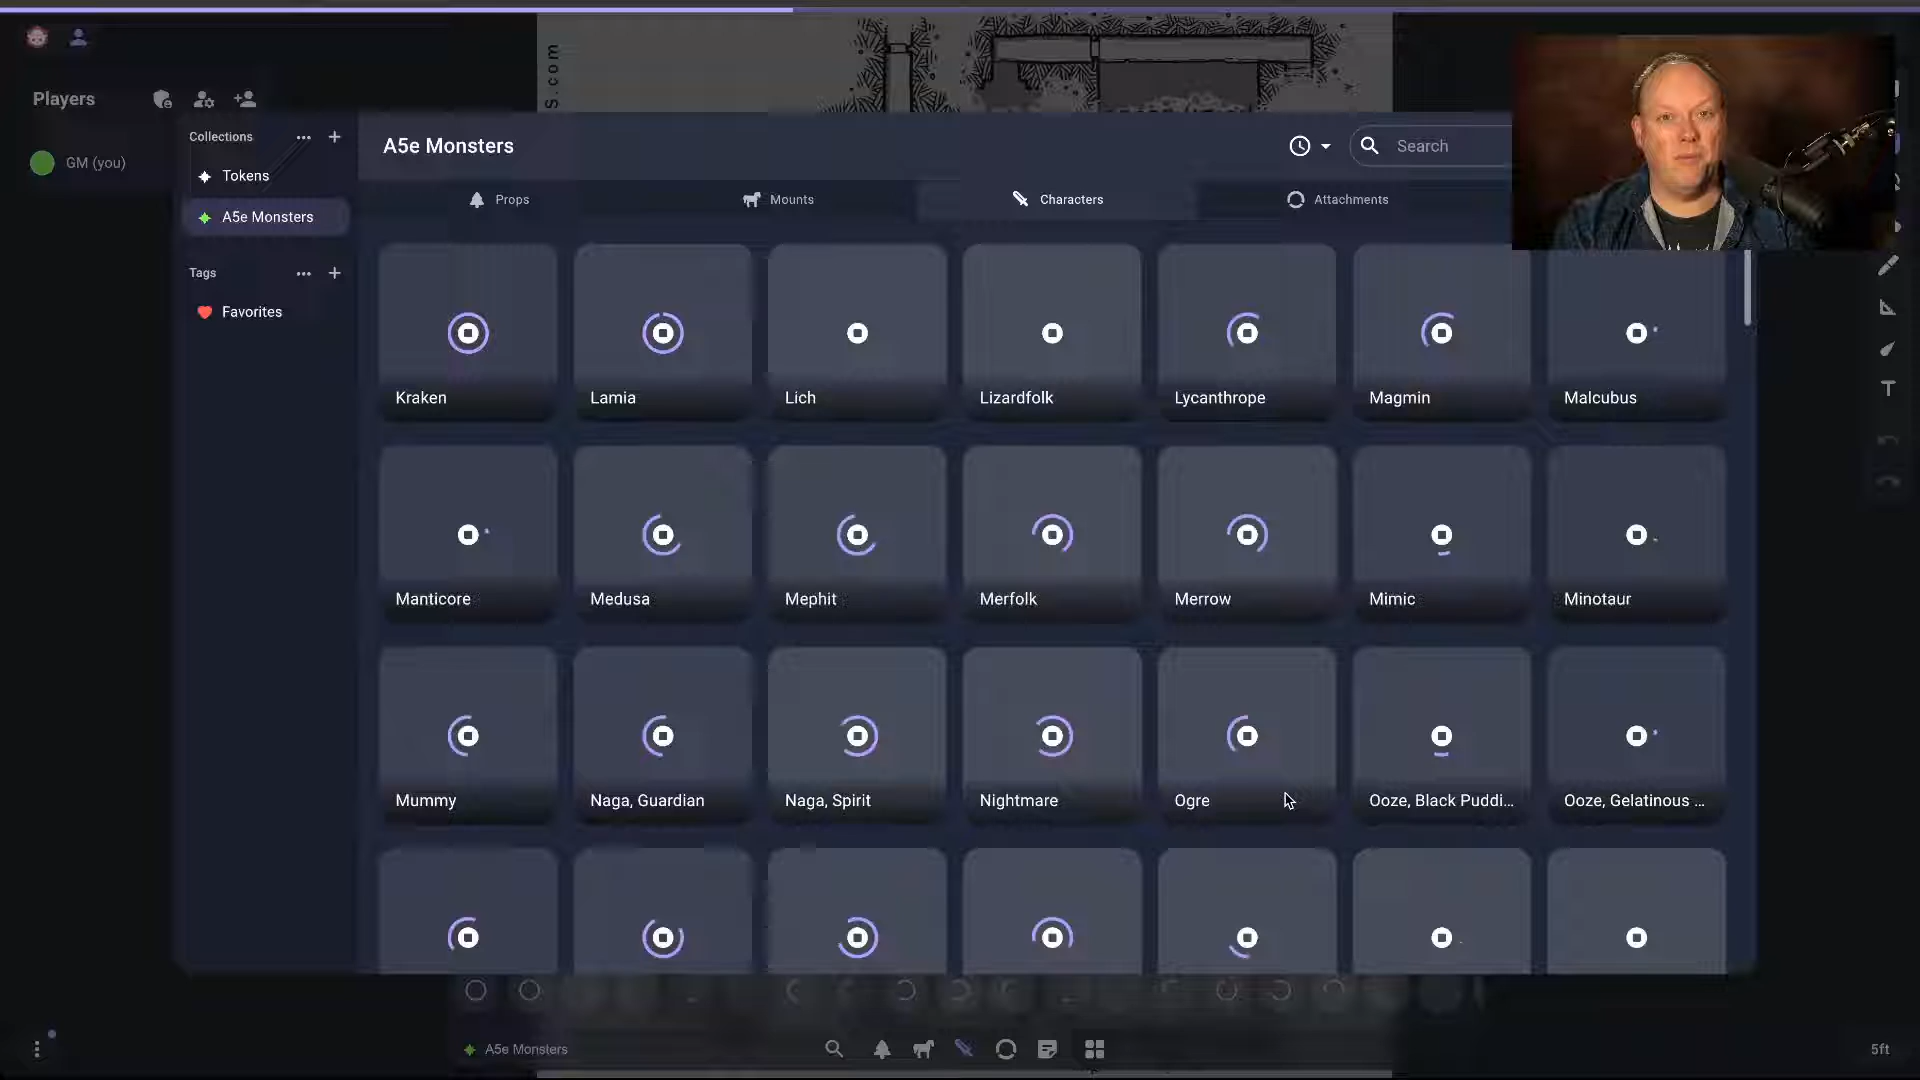 s.com
Players
GM (you)
Collections
Tokens
A5e Monsters
Tags
Favorites
A5e Monsters
Search
Props
Mounts
Characters
Attachments
Kraken
Lamia
Lich
Lizardfolk
Lycanthrope
Magmin
Malcubus
Manticore
Medusa
Mephit
Merfolk
Merrow
Mimic
Minotaur
Mummy
Naga, Guardian
Naga, Spirit
Nightmare
Ogre
Ooze, Black Puddi...
Ooze, Gelatinous ...
A5e Monsters
5ft